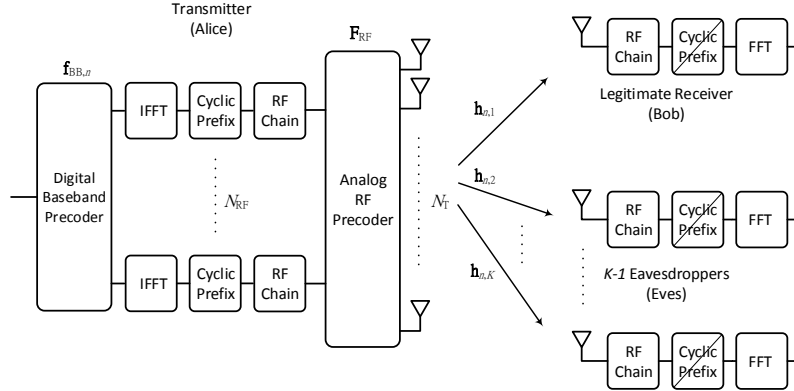 Transmitter
(Alice)
f_BB,n
F_RF
Digital
Baseband
Precoder
IFFT
Cyclic
Prefix
RF
Chain
N_RF
IFFT
Cyclic
Prefix
RF
Chain
Analog
RF
Precoder
N_T
h_n,1
h_n,2
h_n,K
RF
Chain
Cyclic
Prefix
FFT
Legitimate Receiver
(Bob)
RF
Chain
Cyclic
Prefix
FFT
K-1 Eavesdroppers
(Eves)
RF
Chain
Cyclic
Prefix
FFT